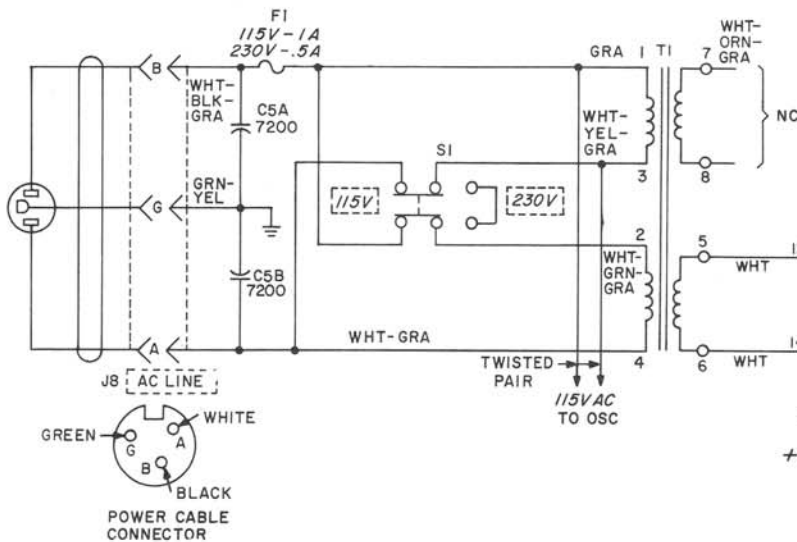 F1
115V-1A
230V-.5A
B
WHT-
BLK-
GRA
C5A
7200
GRN-
YEL
G
C5B
7200
A
J8 AC LINE
WHT-GRA
S1
115V
230V
GRA
1
T1
WHT-
YEL-
GRA
3
2
WHT-
GRN-
GRA
4
7
WHT-
ORN-
GRA
8
NC
5
WHT
6
WHT
TWISTED
PAIR
115V AC
TO OSC
WHITE
GREEN
G
A
B
BLACK
POWER CABLE
CONNECTOR
+